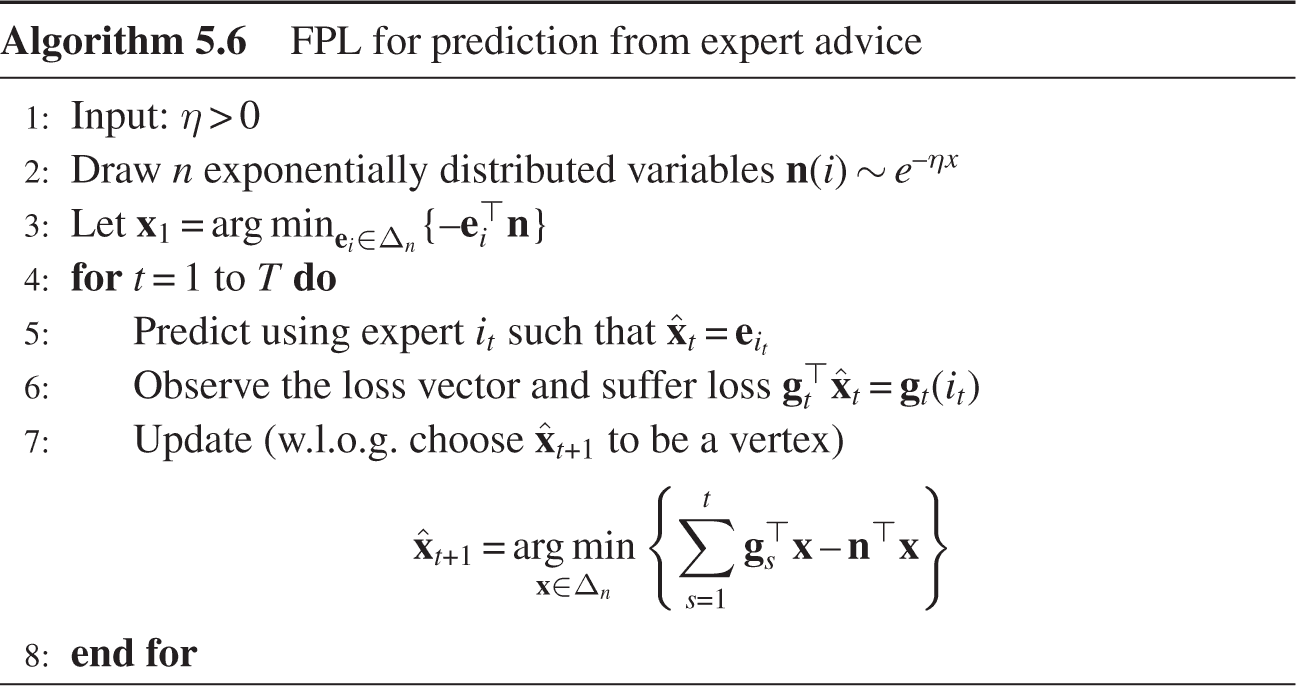 Algorithm 5.6 FPL for prediction from expert advice
1: Input: η > 0
2: Draw n exponentially distributed variables n(i) ∼ e^{–ηx}
3: Let x₁ = arg min_{e_i∈Δ_n} {–e_i^⊤ n}
4: for t = 1 to T do
5: Predict using expert i_t such that x̂_t = e_{i_t}
6: Observe the loss vector and suffer loss g_t^⊤ x̂_t = g_t(i_t)
7: Update (w.l.o.g. choose x̂_{t+1} to be a vertex)
x̂_{t+1} = arg min_{x∈Δ_n} { ∑_{s=1}^{t} g_s^⊤ x – n^⊤ x }
8: end for